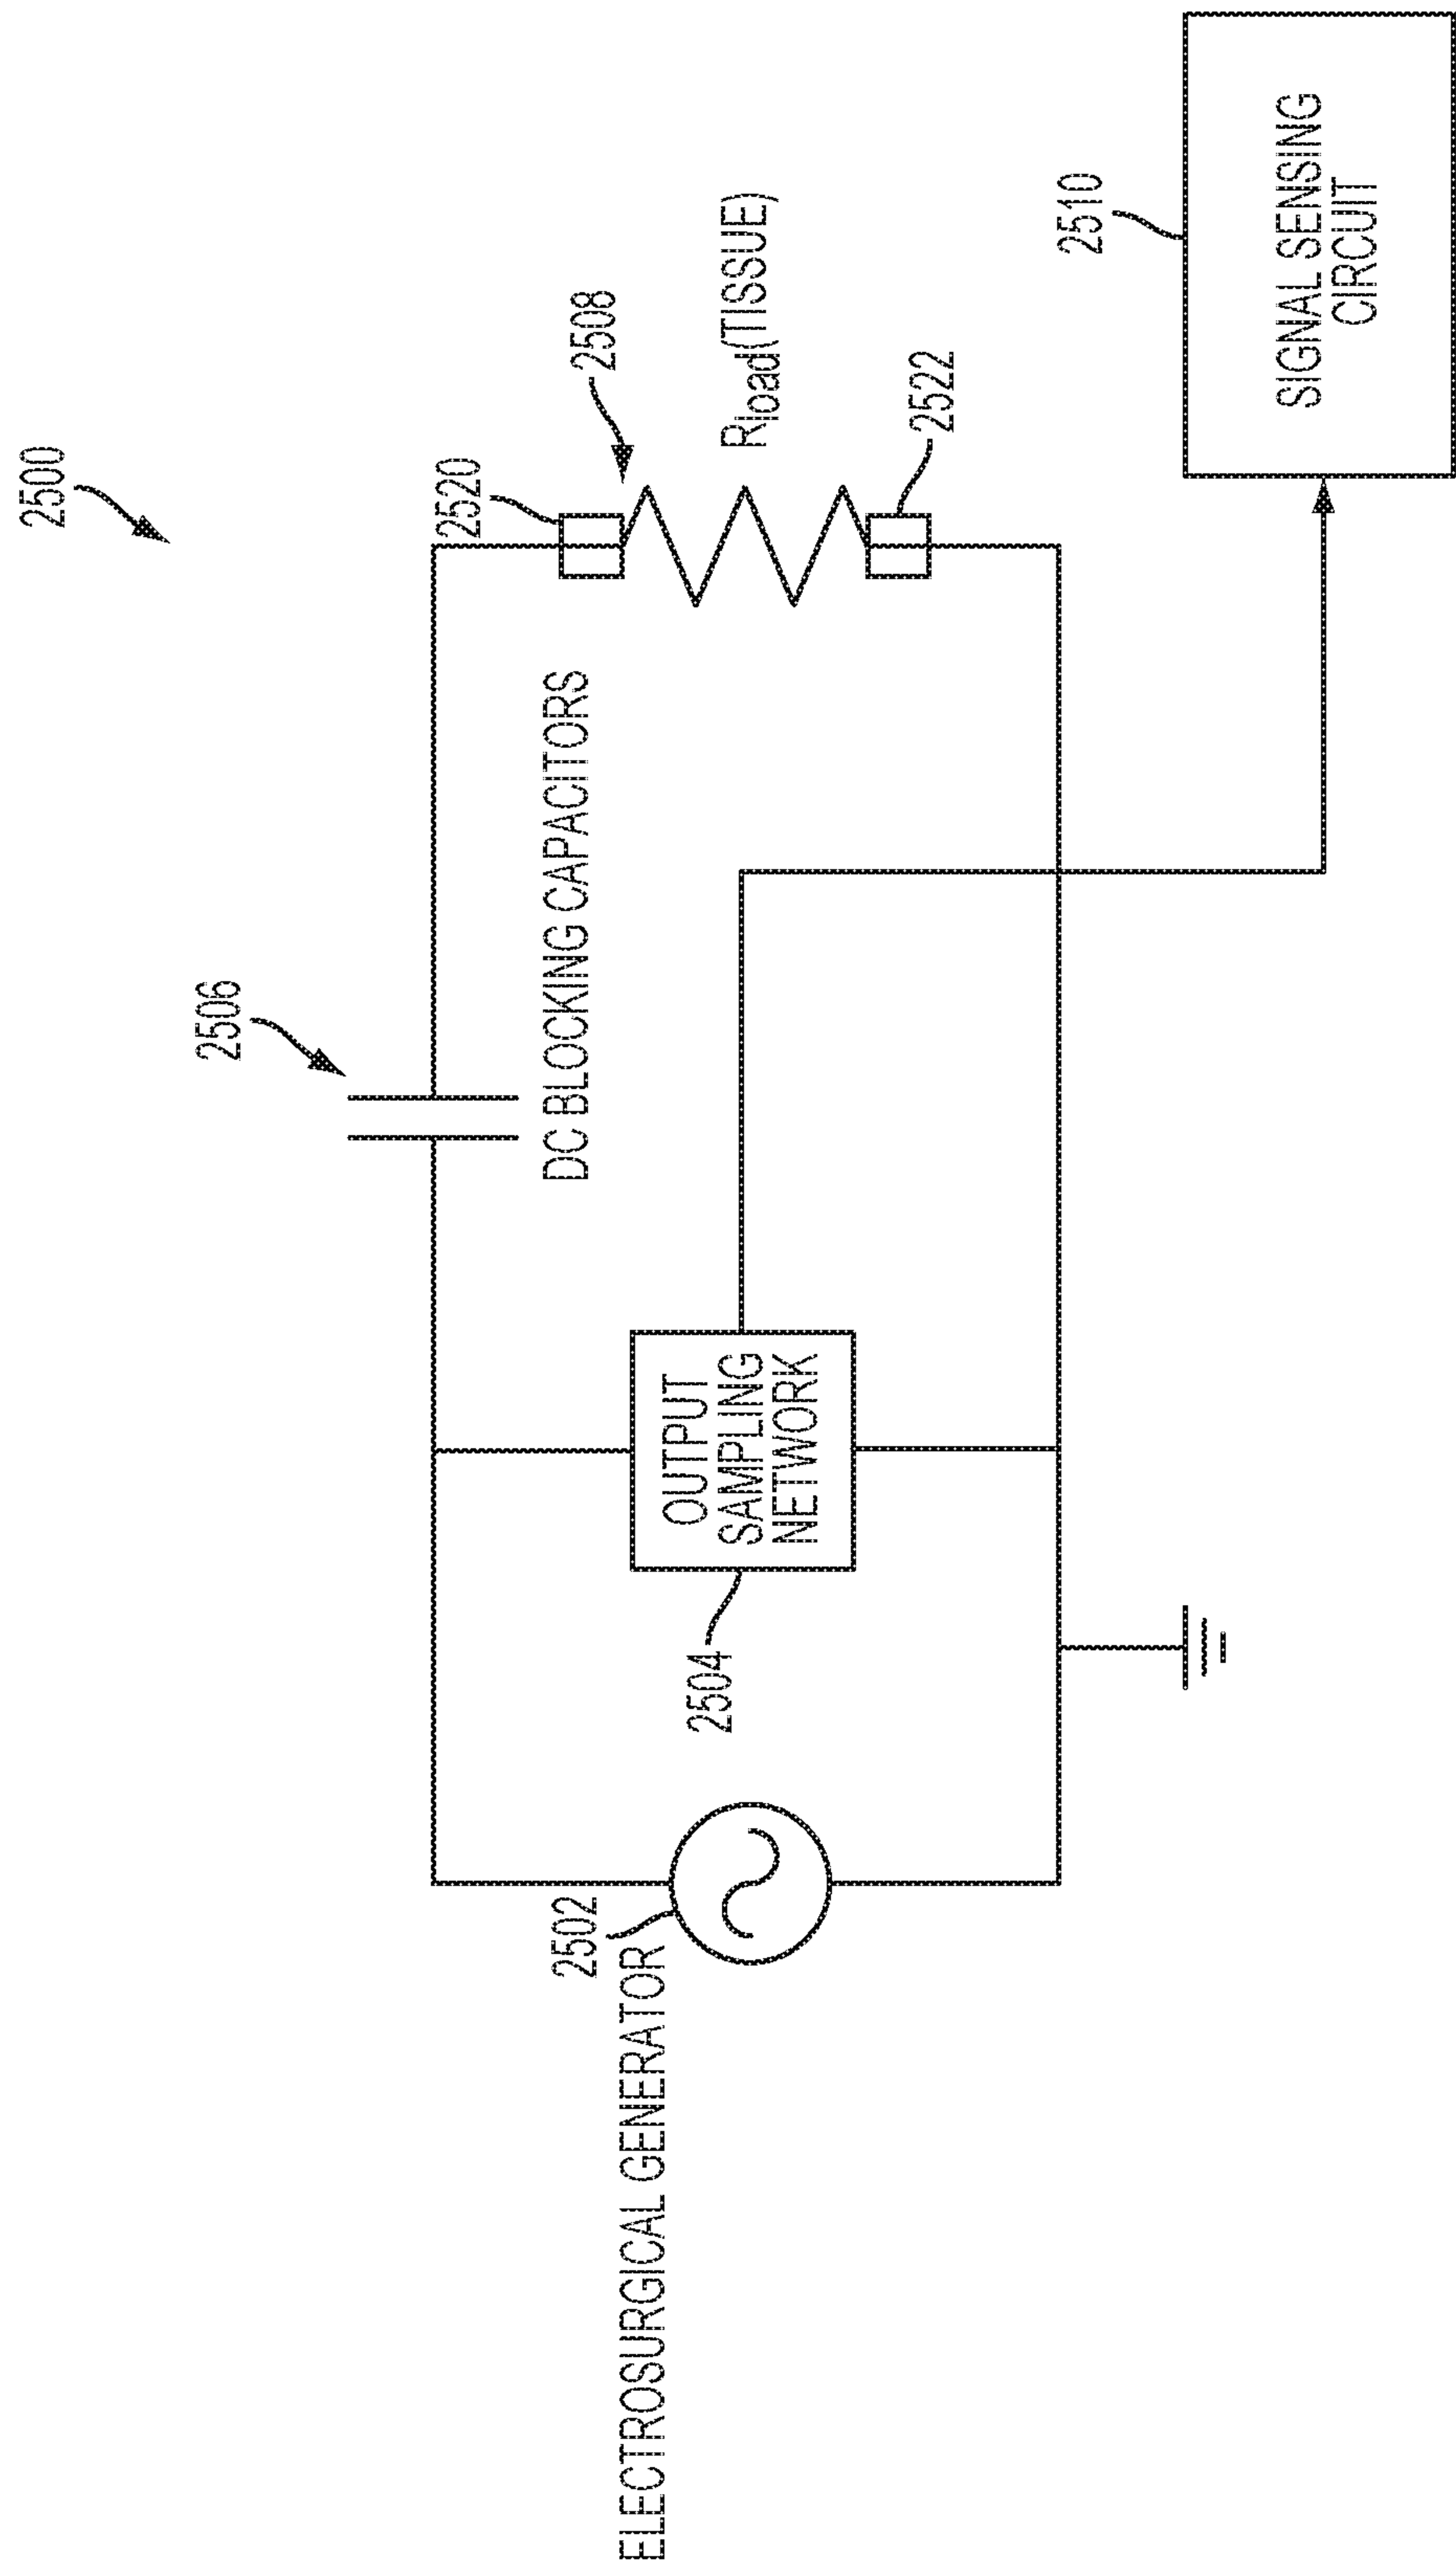 2500
2506
2520
2508
DC BLOCKING CAPACITORS
R load (TISSUE)
2522
2502
ELECTROSURGICAL GENERATOR
2504
OUTPUT
SAMPLING
NETWORK
2510
SIGNAL SENSING
CIRCUIT